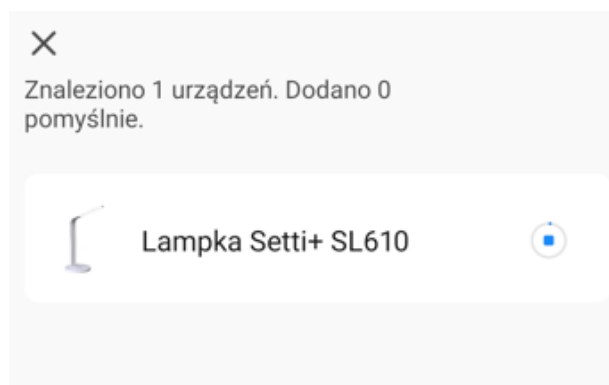 Znaleziono 1 urządzeń. Dodano 0
pomyślnie.
Lampka Setti+ SL610